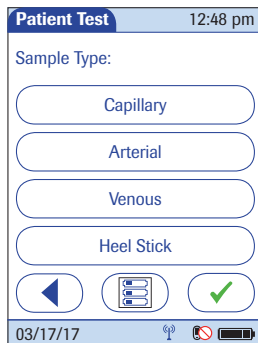 Patient Test 12:48 pm
Sample Type:
Capillary
Arterial
Venous
Heel Stick
03/17/17